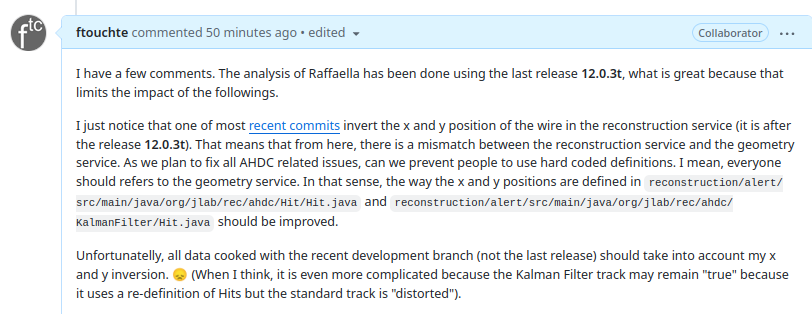 ftc
ftouchte commented 50 minutes ago • edited
Collaborator
I have a few comments. The analysis of Raffaella has been done using the last release 12.0.3t, what is great because that
limits the impact of the followings.
I just notice that one of most recent commits invert the x and y position of the wire in the reconstruction service (it is after
the release 12.0.3t). That means that from here, there is a mismatch between the reconstruction service and the geometry
service. As we plan to fix all AHDC related issues, can we prevent people to use hard coded definitions. I mean, everyone
should refers to the geometry service. In that sense, the way the x and y positions are defined in reconstruction/alert/
src/main/java/org/jlab/rec/ahdc/Hit/Hit.java and reconstruction/alert/src/main/java/org/jlab/rec/ahdc/
KalmanFilter/Hit.java should be improved.
Unfortunatelly, all data cooked with the recent development branch (not the last release) should take into account my x
and y inversion. 😞 (When I think, it is even more complicated because the Kalman Filter track may remain "true" because
it uses a re-definition of Hits but the standard track is "distorted").